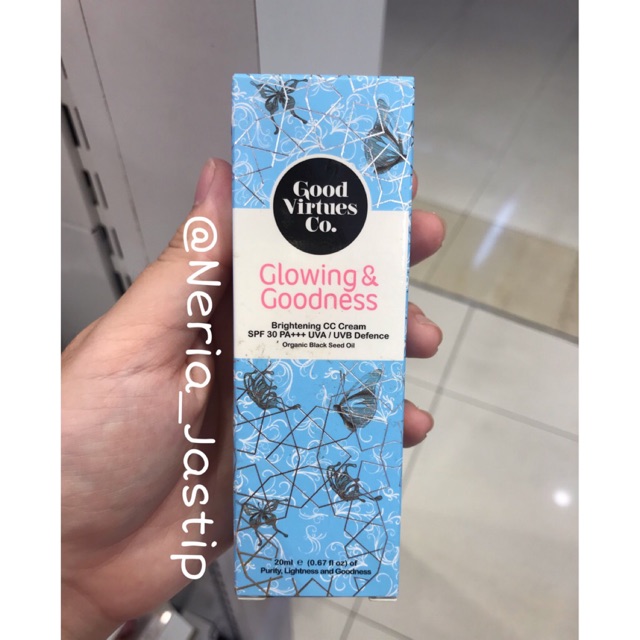 Good
Virtues
Co.
Glowing &
Goodness
Brightening CC Cream
SPF 30 PA+++ UVA / UVB Defence
Organic Black Seed Oil
20ml e (0.67 fl oz) of
Purity, Lightness and Goodness
@Neria_Jastip